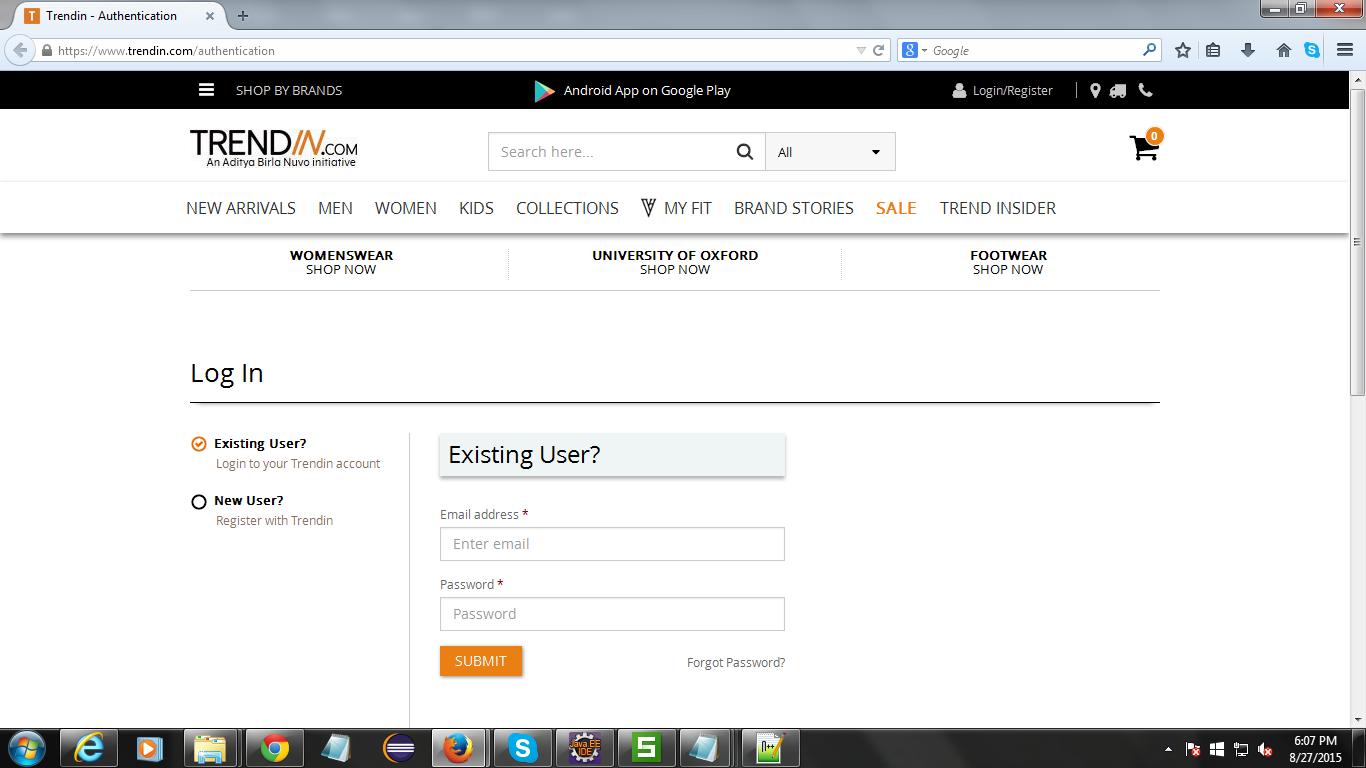 Trendin - Authentication
https://www.trendin.com/authentication
Google
SHOP BY BRANDS
Android App on Google Play
Login/Register
TRENDIN.COM
An Aditya Birla Nuvo initiative
Search here...
All
0
NEW ARRIVALS MEN WOMEN KIDS COLLECTIONS MY FIT BRAND STORIES SALE TREND INSIDER
WOMENSWEAR
SHOP NOW
UNIVERSITY OF OXFORD
SHOP NOW
FOOTWEAR
SHOP NOW
Log In
Existing User?
Login to your Trendin account
New User?
Register with Trendin
Existing User?
Email address *
Enter email
Password *
Password
SUBMIT
Forgot Password?
Java EE
IDE
6:07 PM
8/27/2015